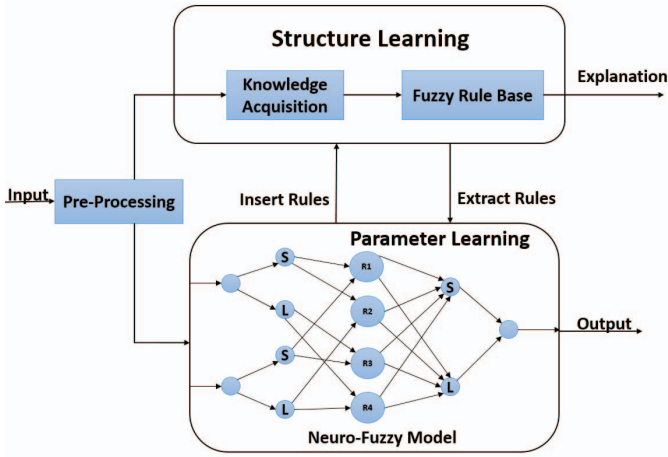 Structure Learning
Explanation
Knowledge
Acquisition
Fuzzy Rule Base
Input
Pre-Processing
Insert Rules
Extract Rules
Parameter Learning
S
R1
S
R2
L
Output
S
R3
L
L
R4
Neuro-Fuzzy Model